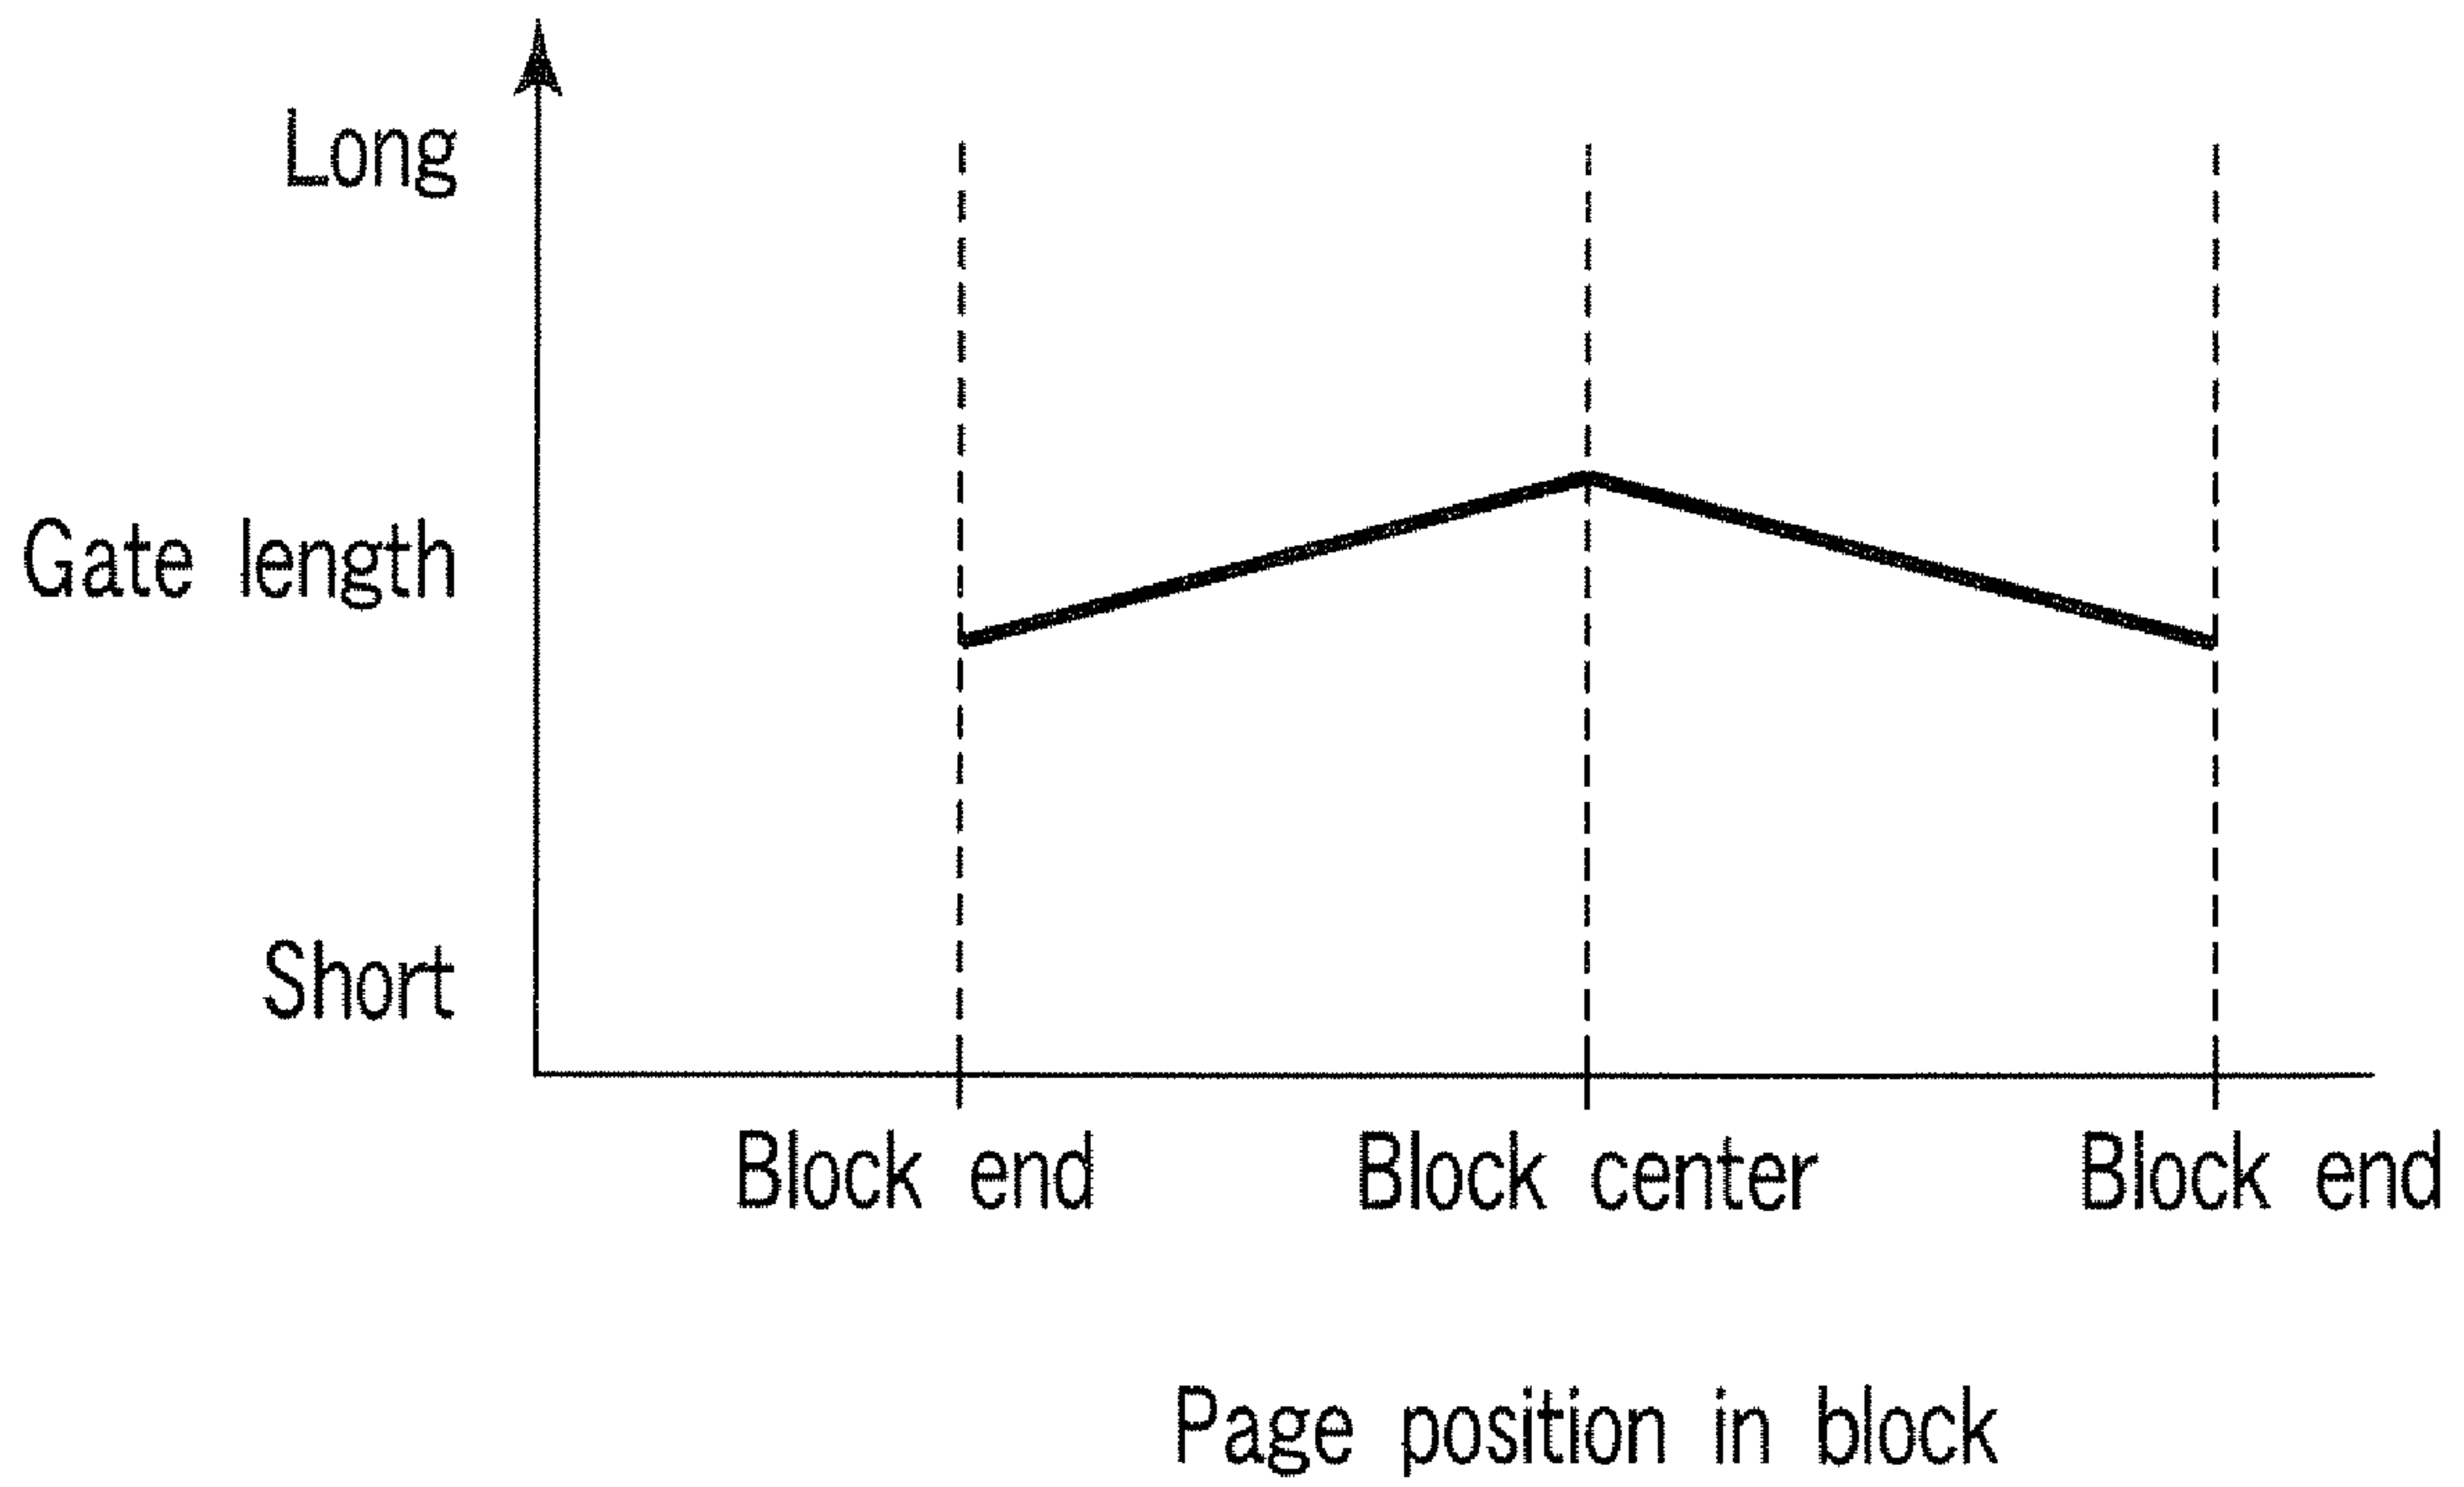 Long
Gate length
Short
Block end
Block center
Block end
Page position in block